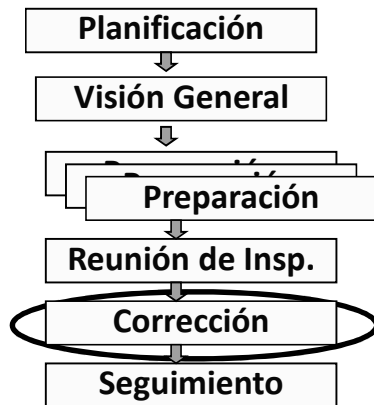 Planificación
Visión General
Preparación
Reunión de Insp.
Corrección
Seguimiento